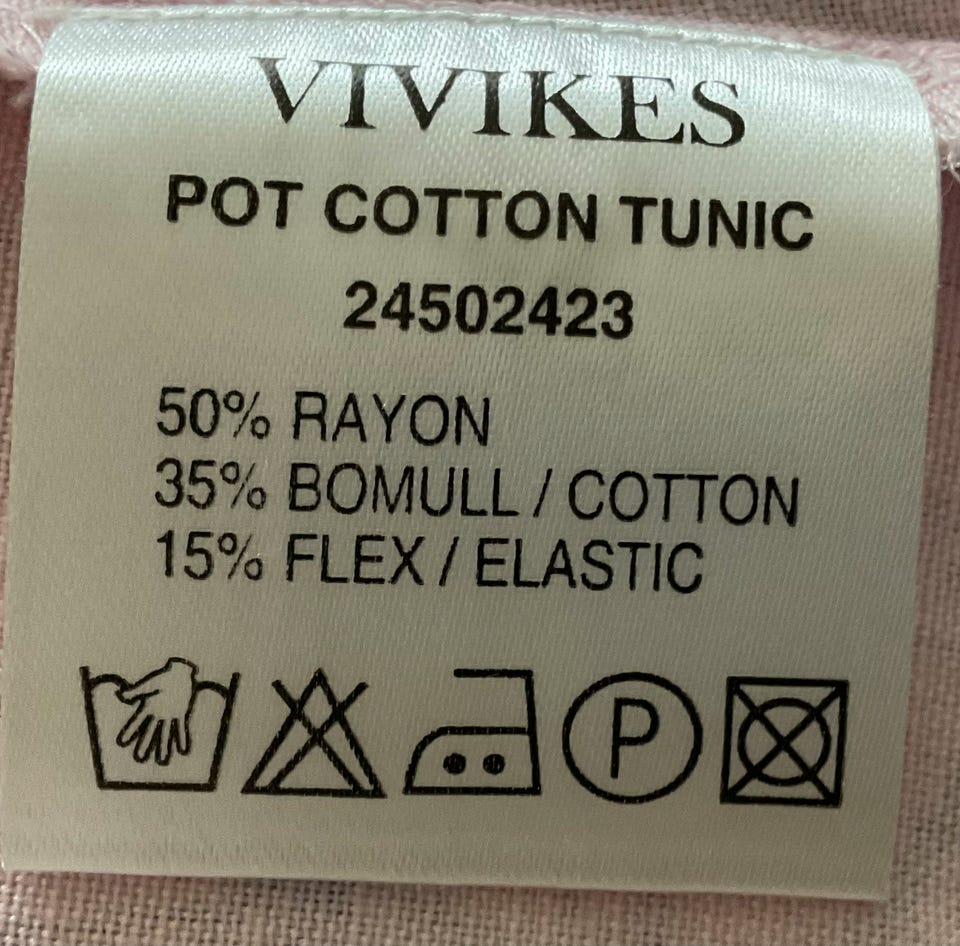 VIVIKES
POT COTTON TUNIC
24502423
50% RAYON
35% BOMULL / COTTON
15% FLEX / ELASTIC
P